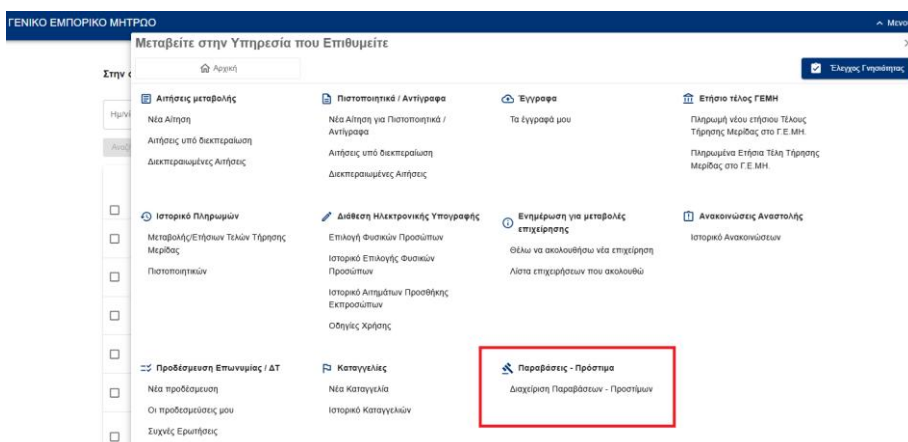 ΓΕΝΙΚΟ ΕΜΠΟΡΙΚΟ ΜΗΤΡΩΟ
Μενο
Μεταβείτε στην Υπηρεσία που Επιθυμείτε
Στην
Αρχική
Έλεγχος Γνησιότητας
Αιτήσεις μεταβολής
Νέα Αίτηση
Αιτήσεις υπό διεκπεραίωση
Διεκπεραιωμένες Αιτήσεις
Πιστοποιητικά / Αντίγραφα
Νέα Αίτηση για Πιστοποιητικά /
Αντίγραφα
Αιτήσεις υπό διεκπεραίωση
Διεκπεραιωμένες Αιτήσεις
Έγγραφα
Τα έγγραφά μου
Ετήσιο τέλος ΓΕΜΗ
Πληρωμή νέου ετήσιου Τέλους
Τήρησης Μερίδας στο Γ.Ε.ΜΗ.
Πληρωμένα Ετήσια Τέλη Τήρησης
Μερίδας στο Γ.Ε.ΜΗ.
Ιστορικό Πληρωμών
Μεταβολής/Ετήσιων Τελών Τήρησης
Μερίδας
Πιστοποιητικών
Διάθεση Ηλεκτρονικής Υπογραφής
Επιλογή Φυσικών Προσώπων
Ιστορικό Επιλογής Φυσικών
Προσώπων
Ιστορικό Αιτημάτων Προσθήκης
Εκπροσώπων
Οδηγίες Χρήσης
Ενημέρωση για μεταβολές
επιχείρησης
Θέλω να ακολουθήσω νέα επιχείρηση
Λίστα επιχειρήσεων που ακολουθώ
Ανακοινώσεις Αναστολής
Ιστορικό Ανακοινώσεων
Προδέσμευση Επωνυμίας / ΔΤ
Νέα προδέσμευση
Οι προδεσμεύσεις μου
Συχνές Ερωτήσεις
Καταγγελίες
Νέα Καταγγελία
Ιστορικό Καταγγελιών
Παραβάσεις - Πρόστιμα
Διαχείριση Παραβάσεων - Προστίμων